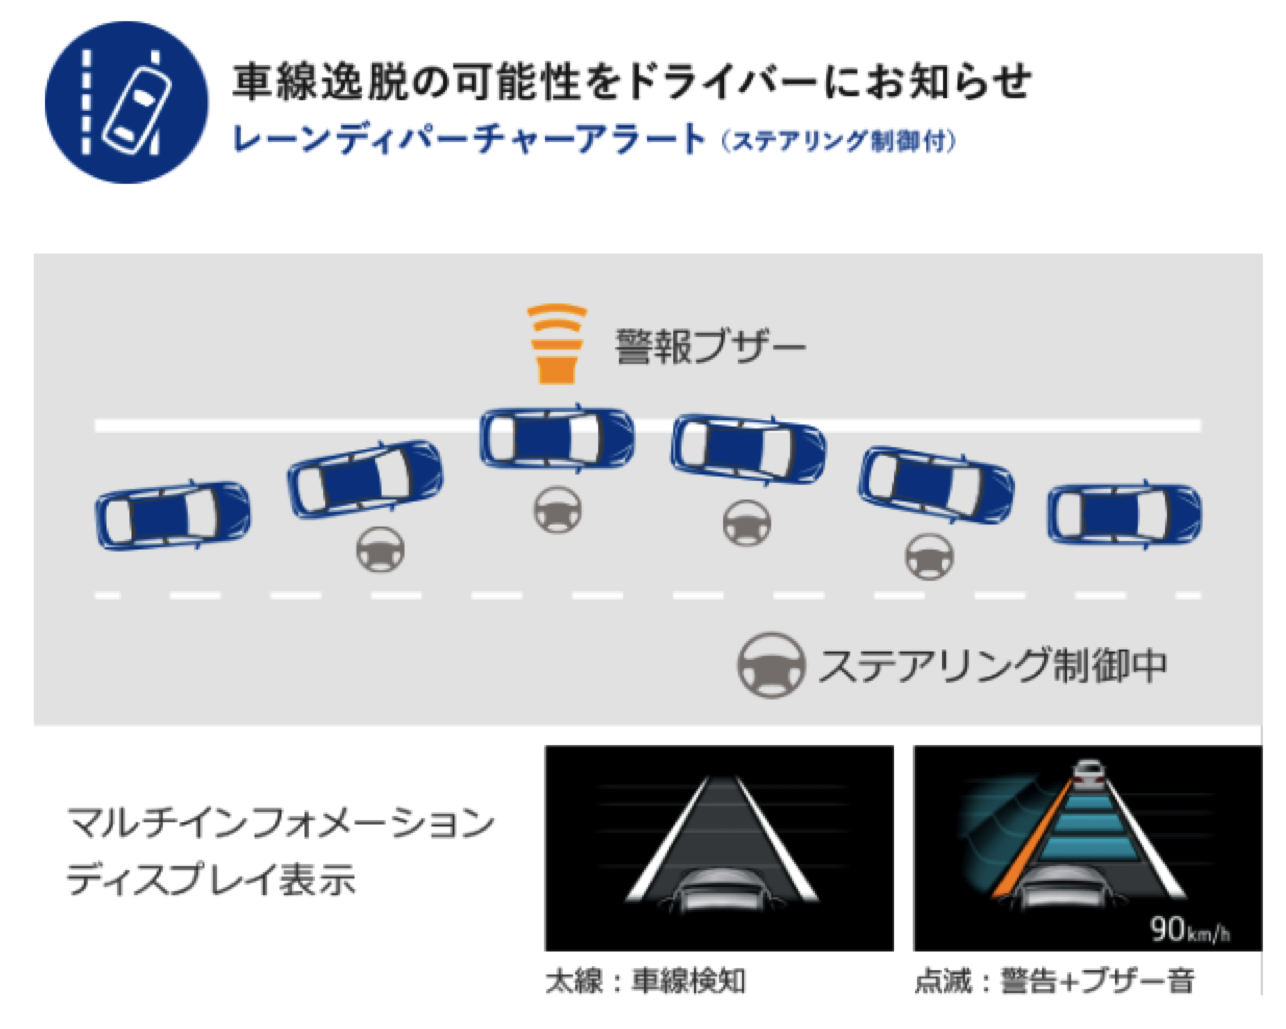 車線逸脱の可能性をドライバーにお知らせ
レーンディパーチャーアラート（ステアリング制御付）
警報ブザー
ステアリング制御中
マルチインフォメーション
ディスプレイ表示
90km/h
太線：車線検知
点滅：警告+ブザー音